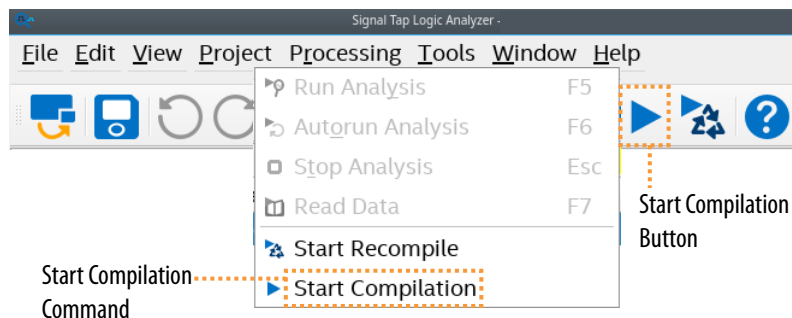 Signal Tap Logic Analyzer -
File Edit View Project Processing Tools Window Help
Run Analysis F5
Autorun Analysis F6
Stop Analysis Esc
Read Data F7
Start Recompile
Start Compilation
Start Compilation
Button
Start Compilation
Command